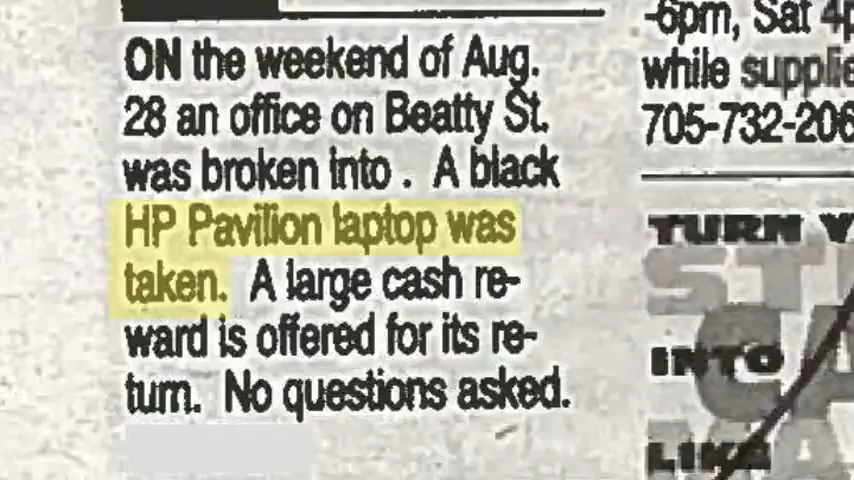 ON the weekend of Aug.
28 an office on Beatty St.
was broken into . A black
HP Pavilion laptop was
taken. A large cash re-
ward is offered for its re-
turn. No questions asked.
-6pm, Sat 4p
while supplie
705-732-206
TURN Y
INTO
LIKE